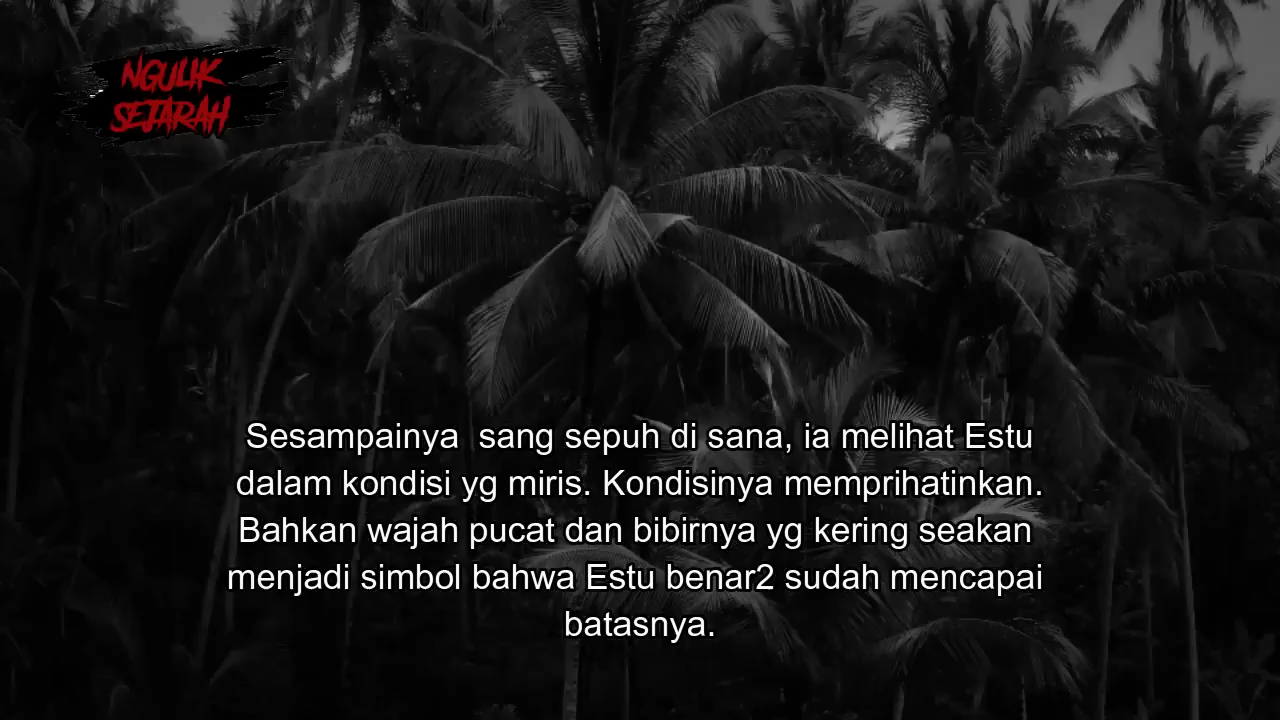 NGULIK
SEJARAH
Sesampainya  sang sepuh di sana, ia melihat Estu
dalam kondisi yg miris. Kondisinya memprihatinkan.
Bahkan wajah pucat dan bibirnya yg kering seakan
menjadi simbol bahwa Estu benar2 sudah mencapai
batasnya.